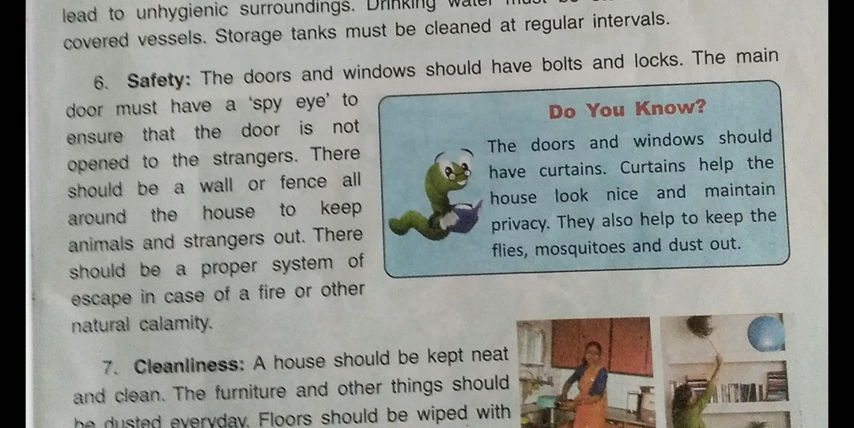 lead to unhygienic surroundings. Drinking water must be
covered vessels. Storage tanks must be cleaned at regular intervals.
6. Safety: The doors and windows should have bolts and locks. The main
door must have a ‘spy eye’ to
ensure that the door is not
opened to the strangers. There
should be a wall or fence all
around the house to keep
animals and strangers out. There
should be a proper system of
escape in case of a fire or other
natural calamity.
Do You Know?
The doors and windows should
have curtains. Curtains help the
house look nice and maintain
privacy. They also help to keep the
flies, mosquitoes and dust out.
7. Cleanliness: A house should be kept neat
and clean. The furniture and other things should
be dusted everyday. Floors should be wiped with